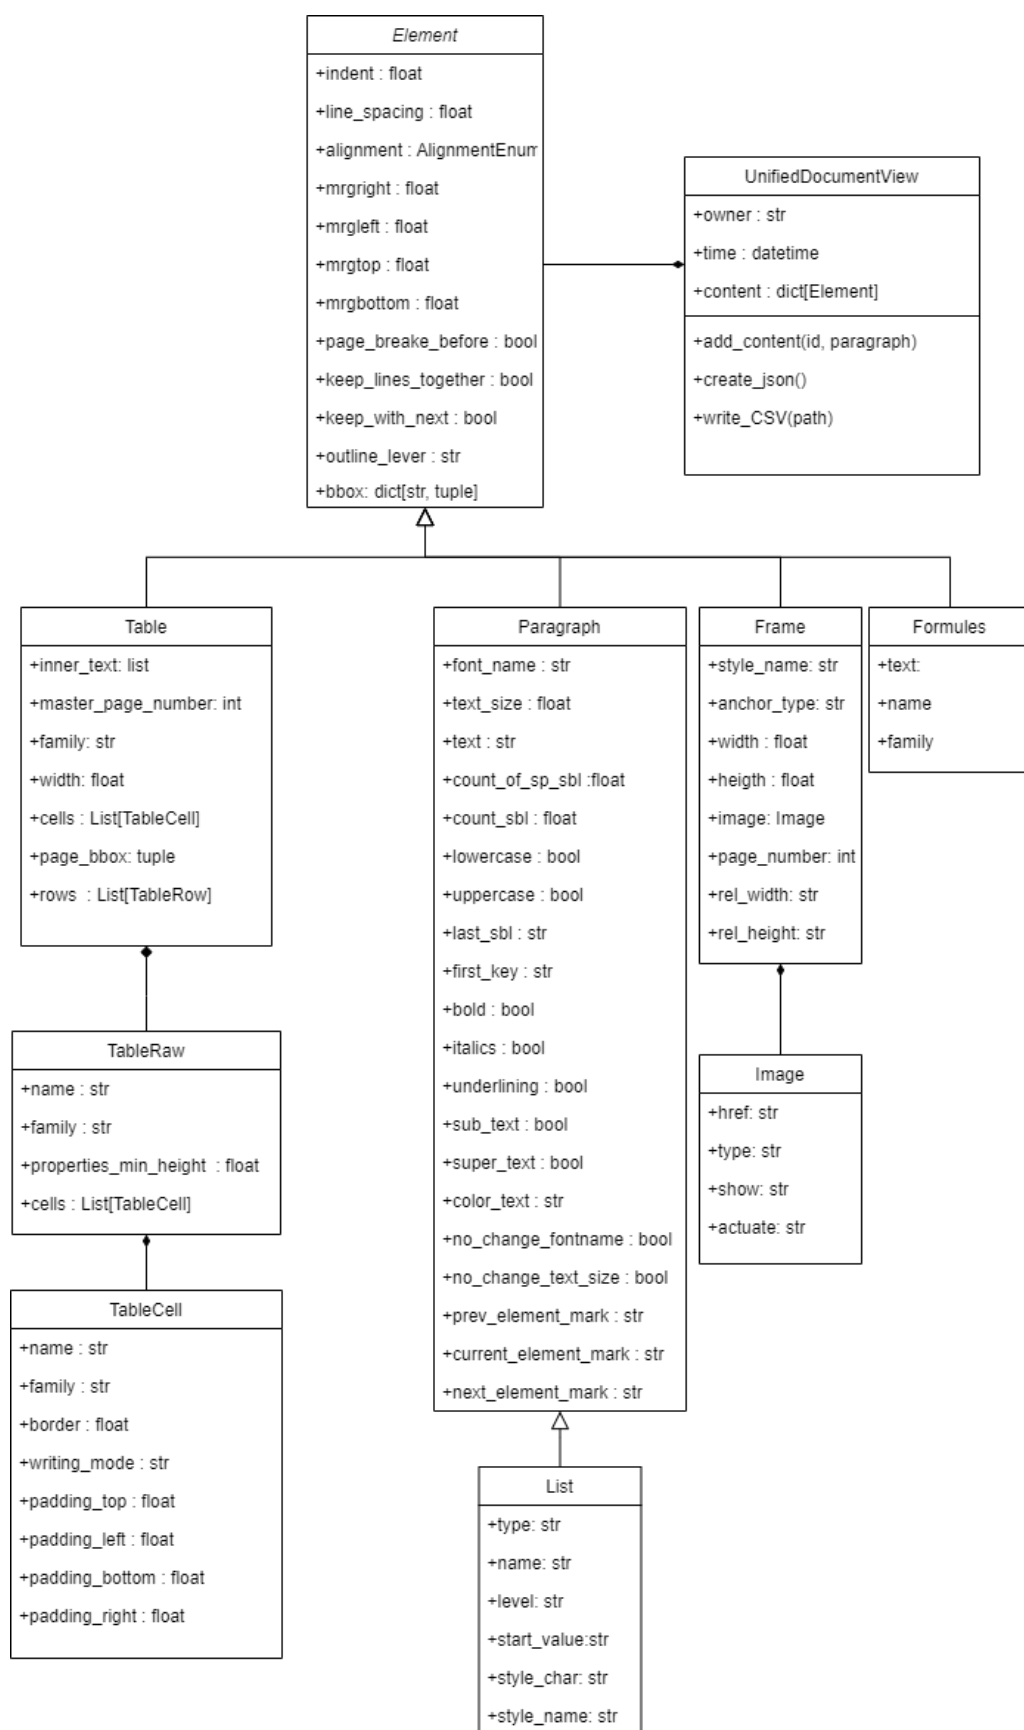 Element
+indent : float
+line_spacing : float
+alignment : AlignmentEnum
+mrgright : float
+mrgleft : float
+mrgtop : float
+mrgbottom : float
+page_breake_before : bool
+keep_lines_together : bool
+keep_with_next : bool
+outline_lever : str
+bbox: dict[str, tuple]
UnifiedDocumentView
+owner : str
+time : datetime
+content : dict[Element]
+add_content(id, paragraph)
+create_json()
+write_CSV(path)
Table
+inner_text: list
+master_page_number: int
+family: str
+width: float
+cells : List[TableCell]
+page_bbox: tuple
+rows : List[TableRow]
TableRaw
+name : str
+family : str
+properties_min_height : float
+cells : List[TableCell]
TableCell
+name : str
+family : str
+border : float
+writing_mode : str
+padding_top : float
+padding_left : float
+padding_bottom : float
+padding_right : float
Paragraph
+font_name : str
+text_size : float
+text : str
+count_of_sp_sbl :float
+count_sbl : float
+lowercase : bool
+uppercase : bool
+last_sbl : str
+first_key : str
+bold : bool
+italics : bool
+underlining : bool
+sub_text : bool
+super_text : bool
+color_text : str
+no_change_fontname : bool
+no_change_text_size : bool
+prev_element_mark : str
+current_element_mark : str
+next_element_mark : str
List
+type: str
+name: str
+level: str
+start_value:str
+style_char: str
+style_name: str
Frame
+style_name: str
+anchor_type: str
+width : float
+heigth : float
+image: Image
+page_number: int
+rel_width: str
+rel_height: str
Image
+href: str
+type: str
+show: str
+actuate: str
Formules
+text:
+name
+family